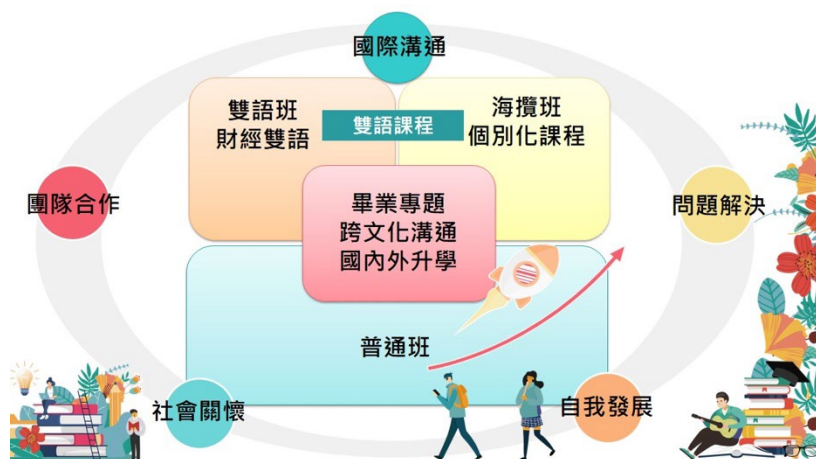 國際溝通
雙語班
財經雙語
雙語課程
海攬班
個別化課程
團隊合作
畢業專題
跨文化溝通
國內外升學
問題解決
普通班
社會關懷
自我發展